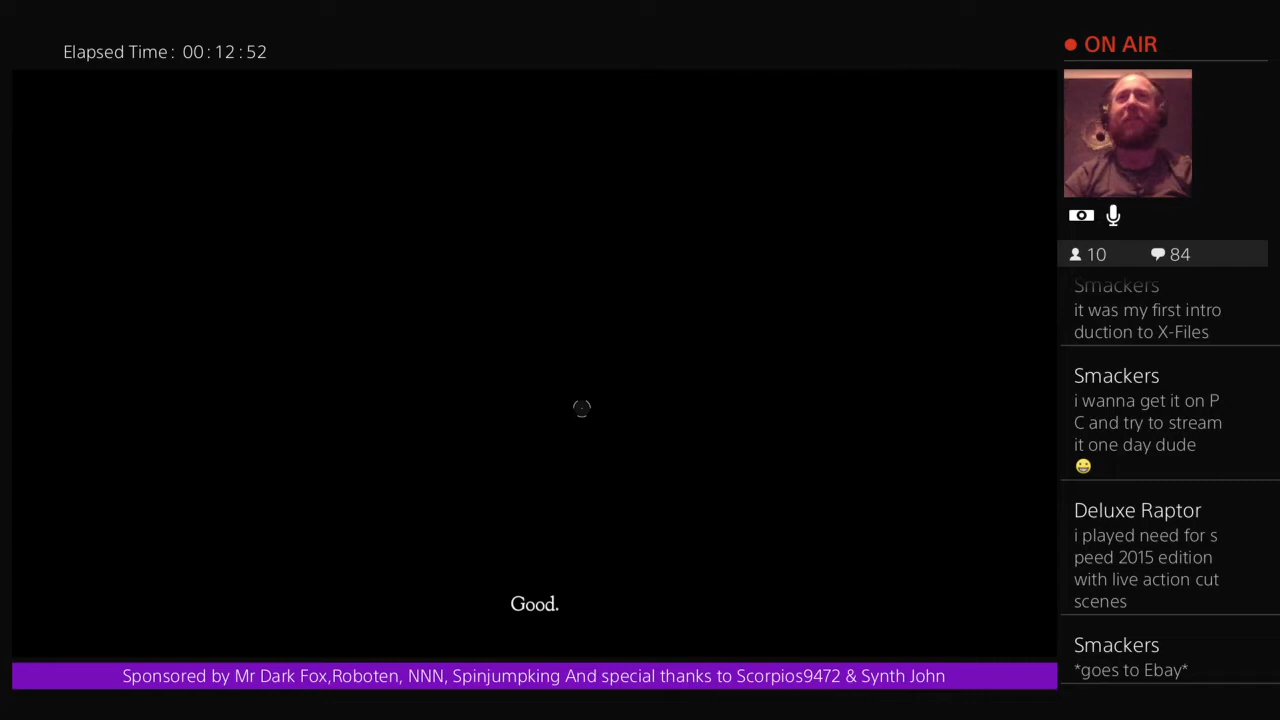 Elapsed Time: 00:12:52
ON AIR
10 84
Smackers
it was my first intro
duction to X-Files
Smackers
i wanna get it on P
C and try to stream
it one day dude
😀
Deluxe Raptor
i played need for s
peed 2015 edition
with live action cut
scenes
Smackers
*goes to Ebay*
Good.
Sponsored by Mr Dark Fox,Roboten, NNN, Spinjumpking And special thanks to Scorpios9472 & Synth John